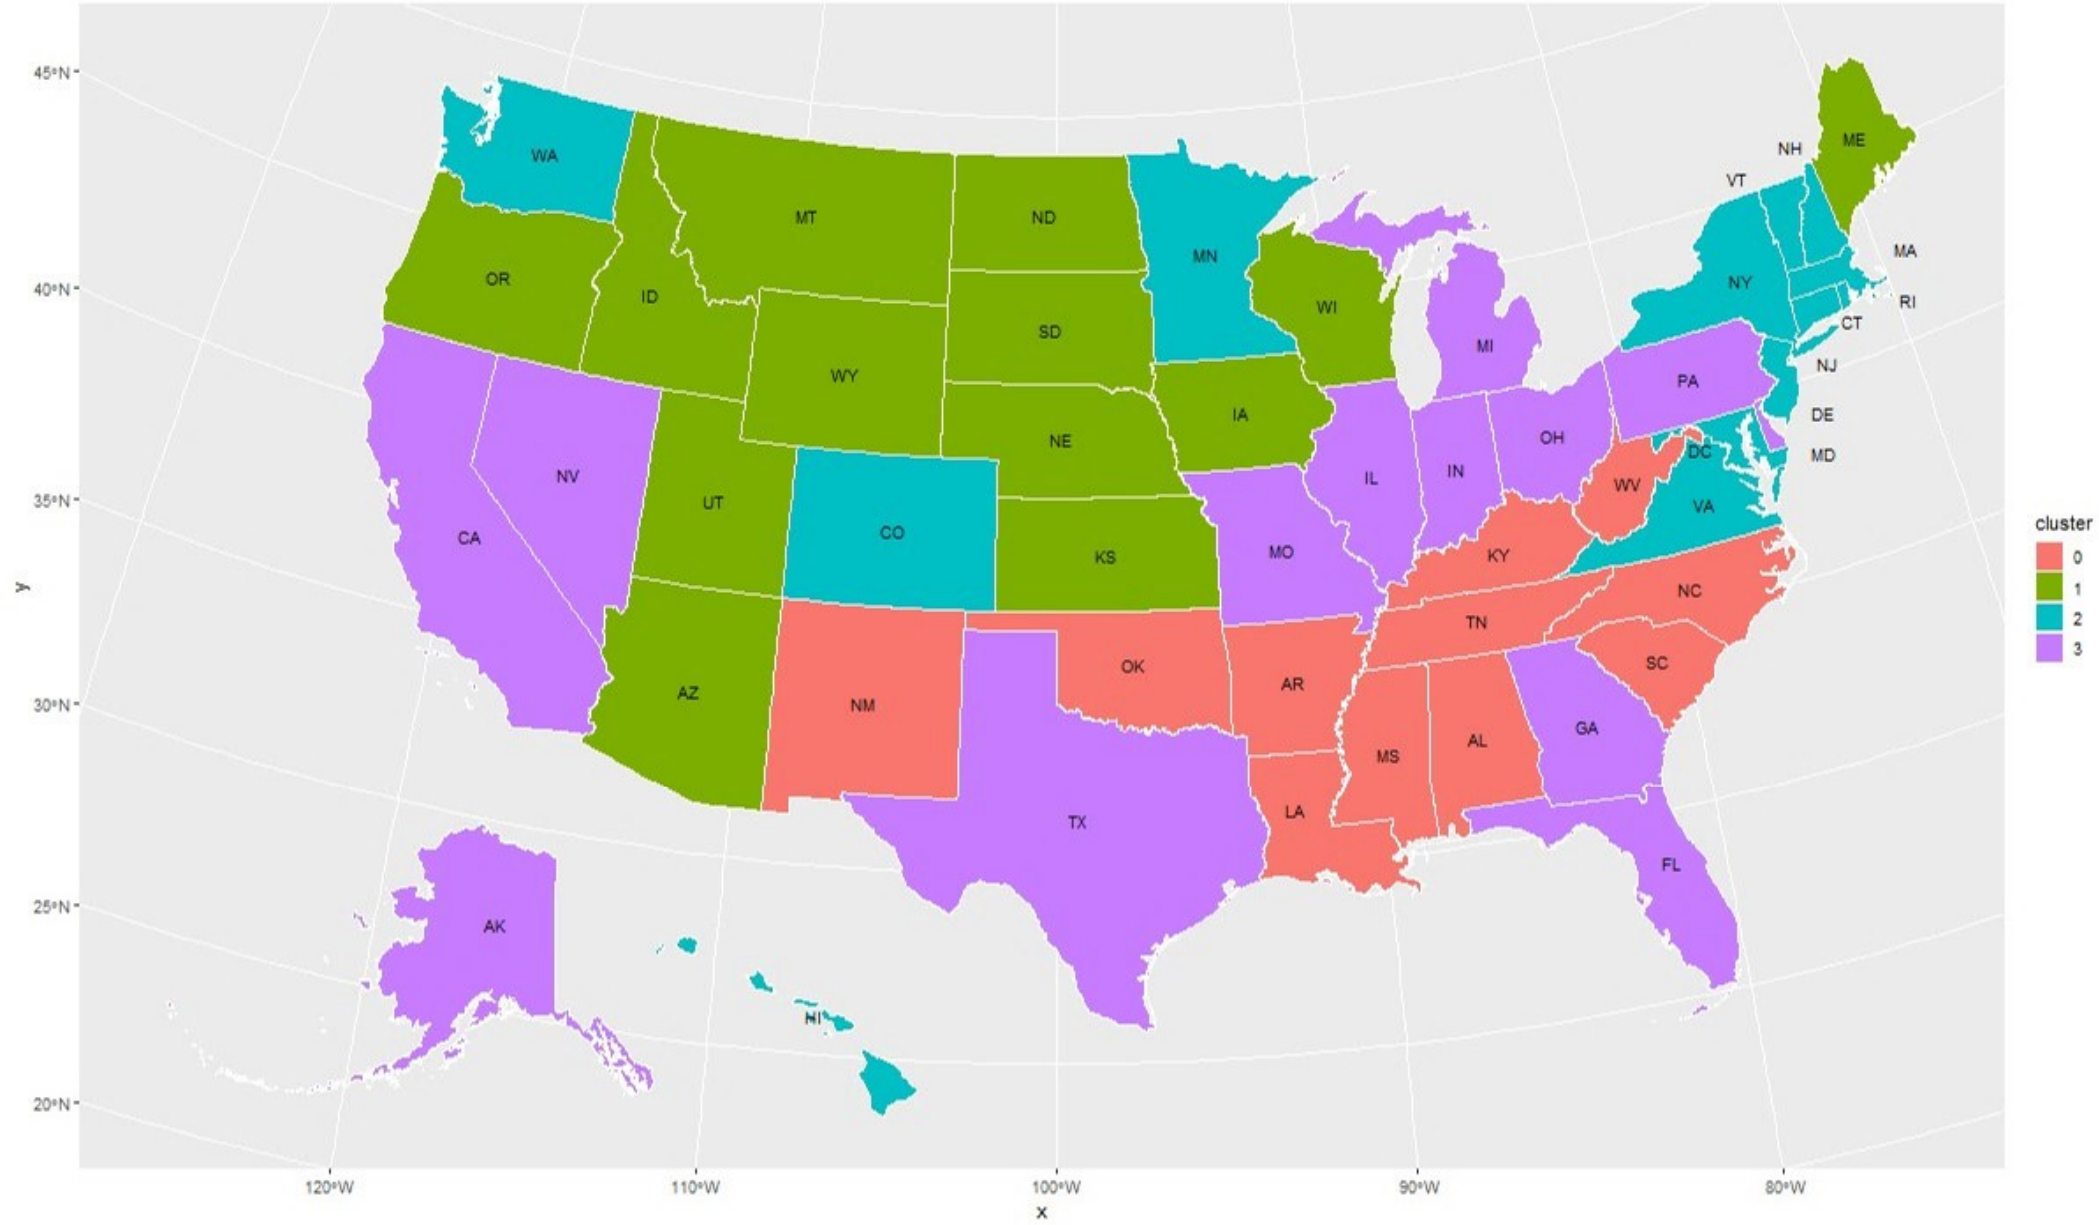 45°N
40°N
35°N
30°N
25°N
20°N
y
WA
OR
CA
NV
ID
MT
WY
UT
AZ
CO
NM
ND
SD
NE
KS
OK
TX
MN
IA
MO
AR
LA
WI
IL
MI
IN
OH
KY
TN
MS
AL
GA
FL
SC
NC
VA
WV
DC
PA
NY
VT
NH
ME
MA
RI
CT
NJ
DE
MD
AK
HI
120°W
110°W
100°W
90°W
80°W
x
cluster
0
1
2
3